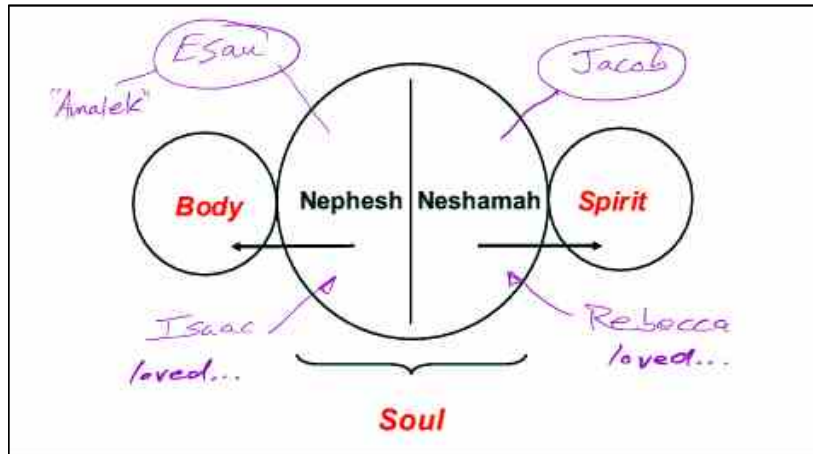 Esau
Jacob
"Amalek"
Body
Nephesh
Neshamah
Spirit
Isaac
loved...
Rebecca
loved...
Soul